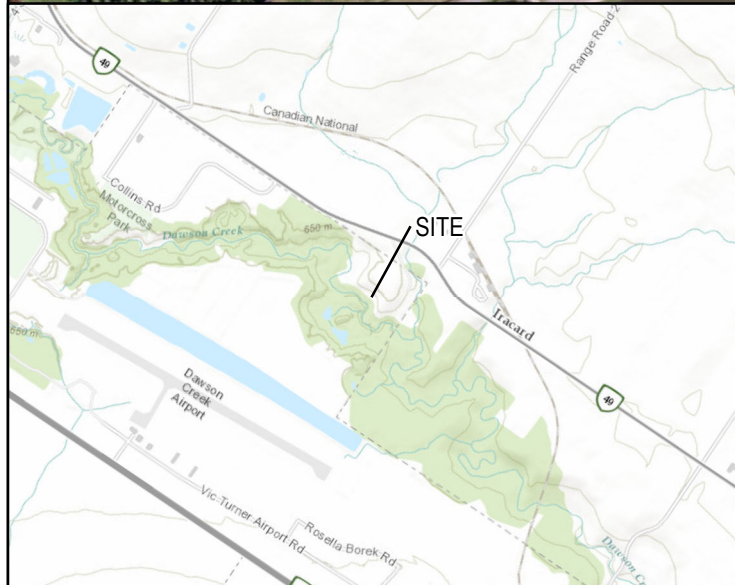 49
Range Road 2
Canadian National
Collins Rd
Motorcross
Park
Dawson Creek
650 m
SITE
Iracard
49
650 m
Dawson
Creek
Airport
Vic Turner Airport Rd
Rosella Borek Rd
Dawson Cr